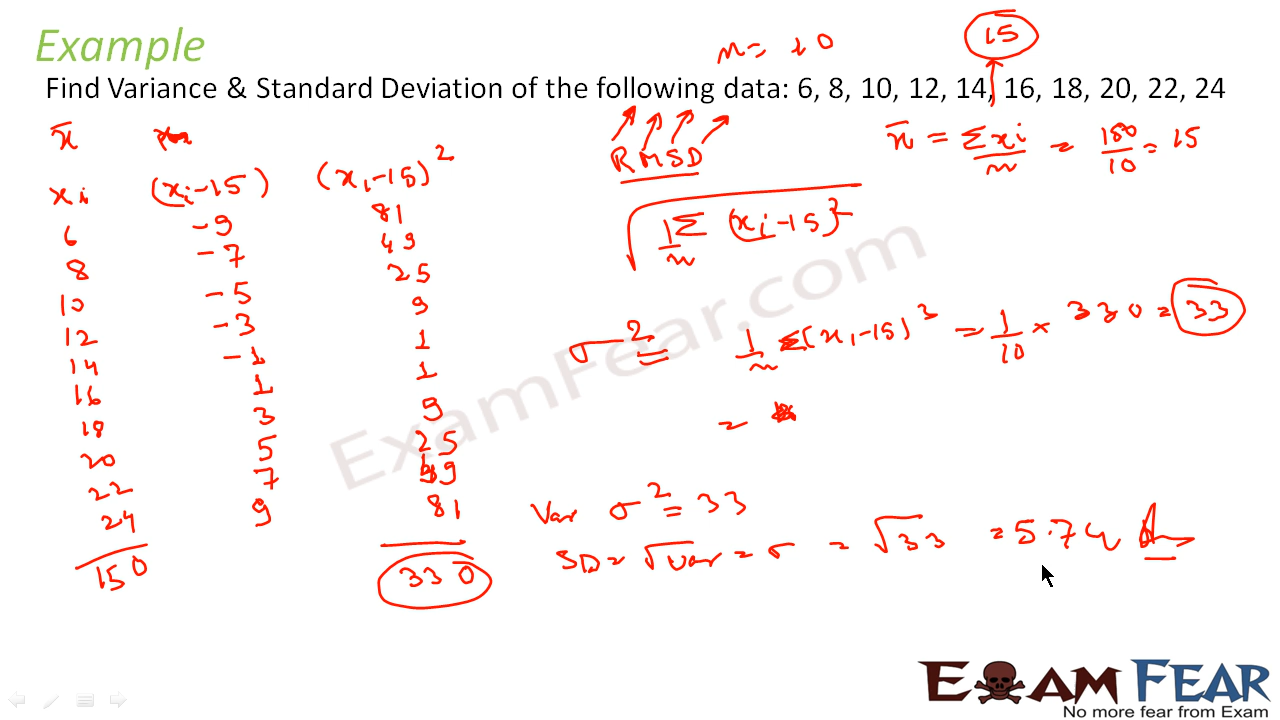 Example
n = 10
15
Find Variance & Standard Deviation of the following data: 6, 8, 10, 12, 14, 16, 18, 20, 22, 24
x̄
RMSD
x̄ = Σxi/n = 150/10 = 15
xi (xi-15) (xi-15)²
6 -9 81
8 -7 49
10 -5 25
12 -3 9
14 -1 1
16 1 1
18 3 9
20 5 25
22 7 49
24 9 81
150 330
√(1/n Σ (xi-15)²)
σ² = 1/n Σ(xi-15)² = 1/10 × 330 = 33
=
Var σ² = 33
SD = √Var = σ = √33 = 5.74 Ans
ExamFear.com
EXAM FEAR
No more fear from Exam